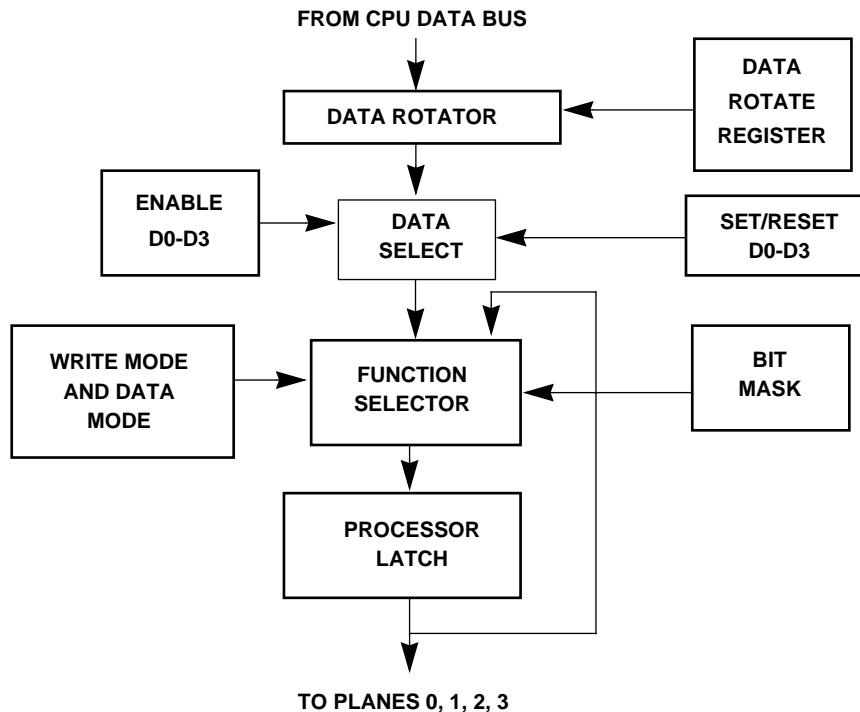 FROM CPU DATA BUS
DATA
ROTATE
REGISTER
DATA ROTATOR
ENABLE
D0-D3
DATA
SELECT
SET/RESET
D0-D3
WRITE MODE
AND DATA
MODE
FUNCTION
SELECTOR
BIT
MASK
PROCESSOR
LATCH
TO PLANES 0, 1, 2, 3